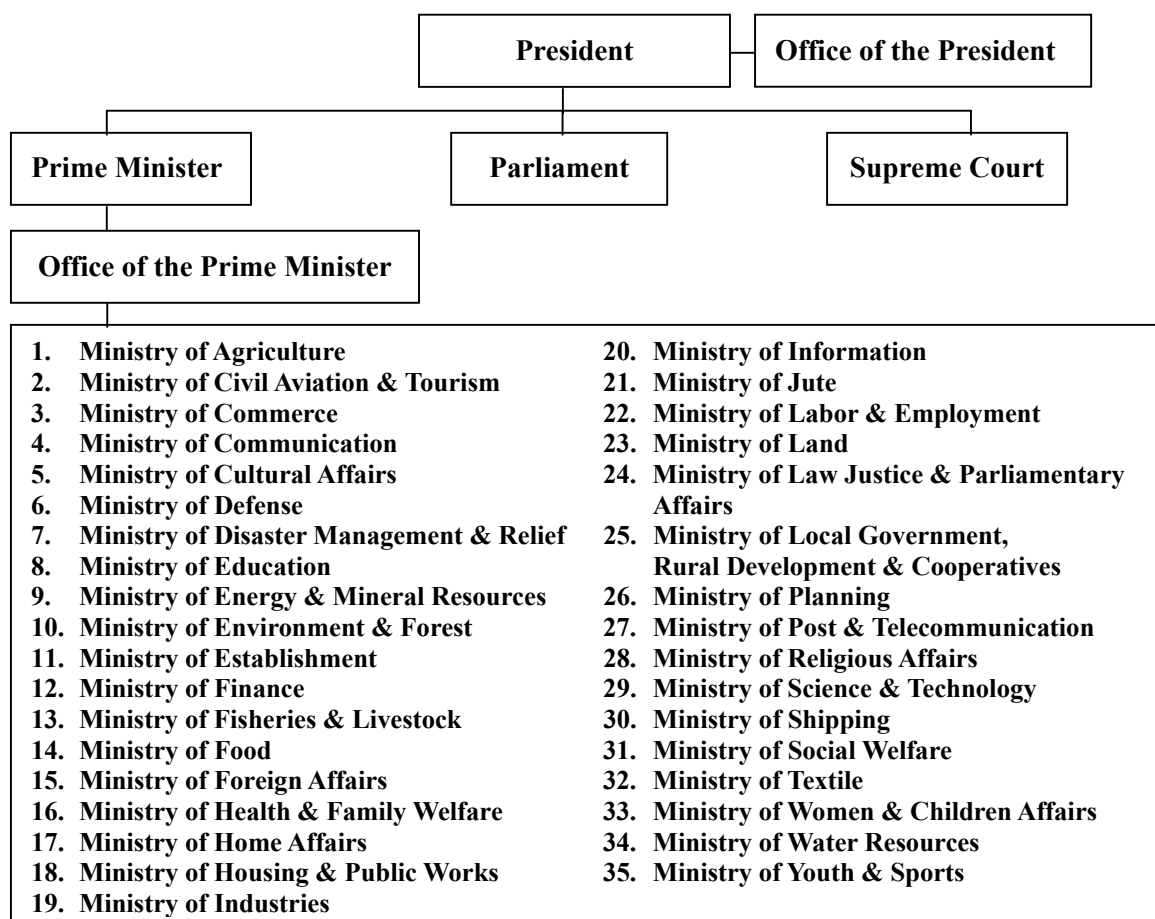 President
Office of the President
Prime Minister
Parliament
Supreme Court
Office of the Prime Minister
1. Ministry of Agriculture
2. Ministry of Civil Aviation & Tourism
3. Ministry of Commerce
4. Ministry of Communication
5. Ministry of Cultural Affairs
6. Ministry of Defense
7. Ministry of Disaster Management & Relief
8. Ministry of Education
9. Ministry of Energy & Mineral Resources
10. Ministry of Environment & Forest
11. Ministry of Establishment
12. Ministry of Finance
13. Ministry of Fisheries & Livestock
14. Ministry of Food
15. Ministry of Foreign Affairs
16. Ministry of Health & Family Welfare
17. Ministry of Home Affairs
18. Ministry of Housing & Public Works
19. Ministry of Industries
20. Ministry of Information
21. Ministry of Jute
22. Ministry of Labor & Employment
23. Ministry of Land
24. Ministry of Law Justice & Parliamentary
Affairs
25. Ministry of Local Government,
Rural Development & Cooperatives
26. Ministry of Planning
27. Ministry of Post & Telecommunication
28. Ministry of Religious Affairs
29. Ministry of Science & Technology
30. Ministry of Shipping
31. Ministry of Social Welfare
32. Ministry of Textile
33. Ministry of Women & Children Affairs
34. Ministry of Water Resources
35. Ministry of Youth & Sports